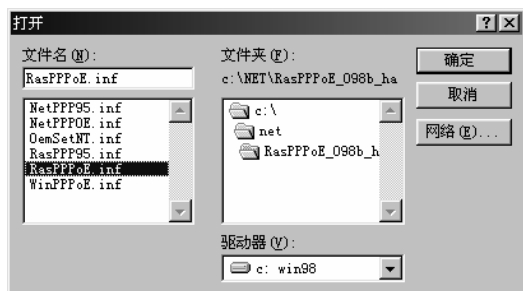 打开
文件名(N):
RasPPPoE.inf
NetPPP95.inf
NetPPPOE.inf
OemSetNT.inf
RasPPP95.inf
RasPPPoE.inf
WinPPPoE.inf
文件夹(F):
c:\NET\RasPPPoE_098b_ha
c:\
net
RasPPPoE_098b_h
驱动器(V):
c: win98
确定
取消
网络(E)...